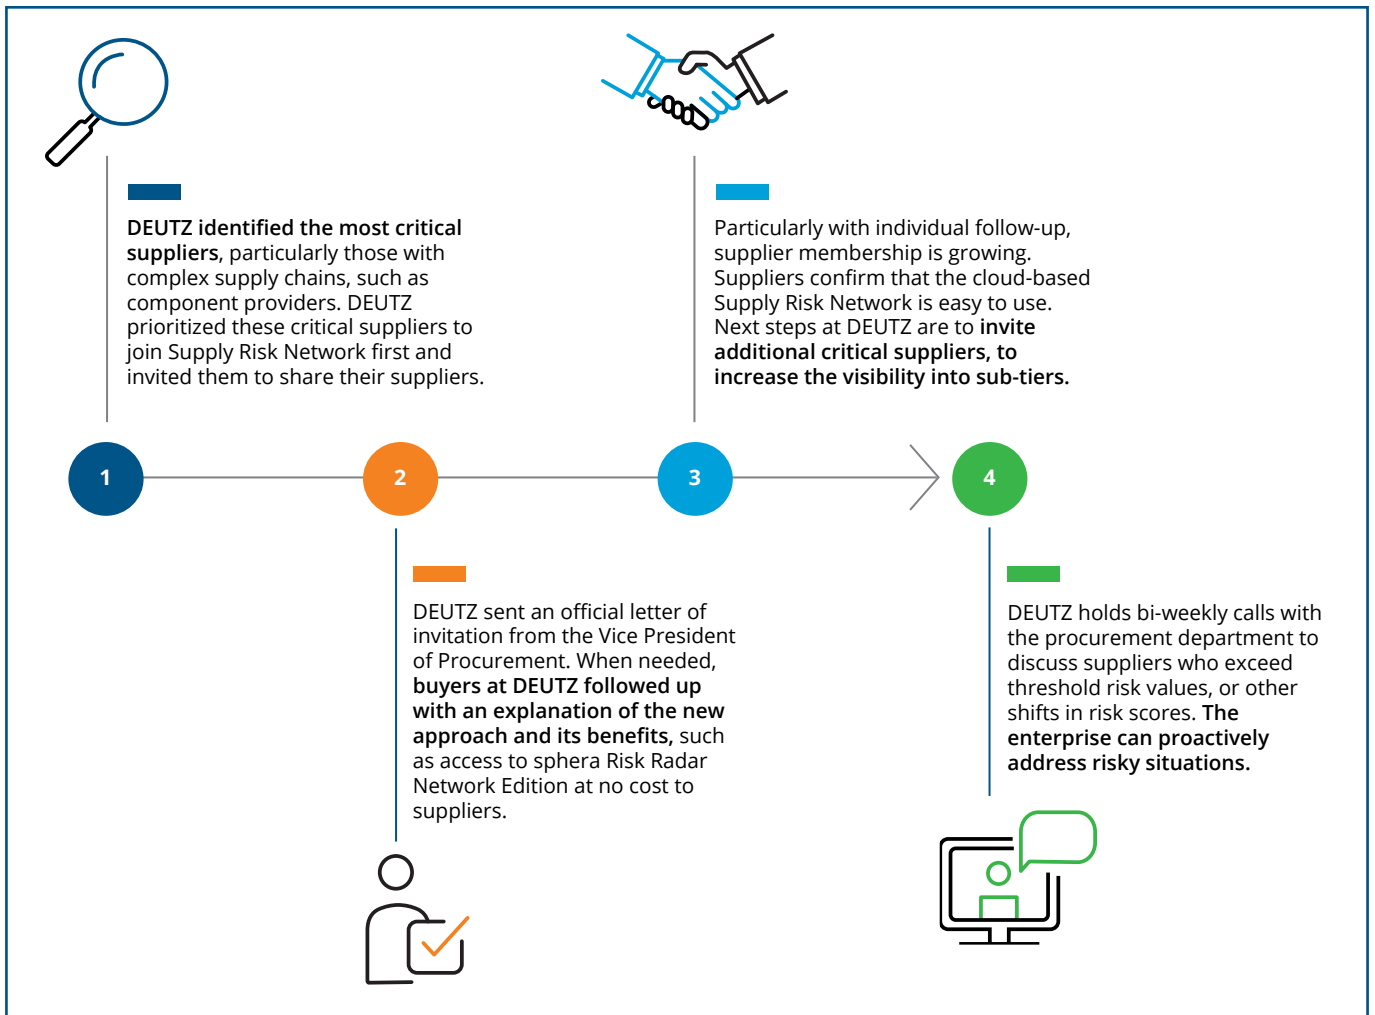 DEUTZ identified the most critical
suppliers, particularly those with
complex supply chains, such as
component providers. DEUTZ
prioritized these critical suppliers to
join Supply Risk Network first and
invited them to share their suppliers.
Particularly with individual follow-up,
supplier membership is growing.
Suppliers confirm that the cloud-based
Supply Risk Network is easy to use.
Next steps at DEUTZ are to invite
additional critical suppliers, to
increase the visibility into sub-tiers.
1
2
3
4
DEUTZ sent an official letter of
invitation from the Vice President
of Procurement. When needed,
buyers at DEUTZ followed up
with an explanation of the new
approach and its benefits, such
as access to sphera Risk Radar
Network Edition at no cost to
suppliers.
DEUTZ holds bi-weekly calls with
the procurement department to
discuss suppliers who exceed
threshold risk values, or other
shifts in risk scores. The
enterprise can proactively
address risky situations.